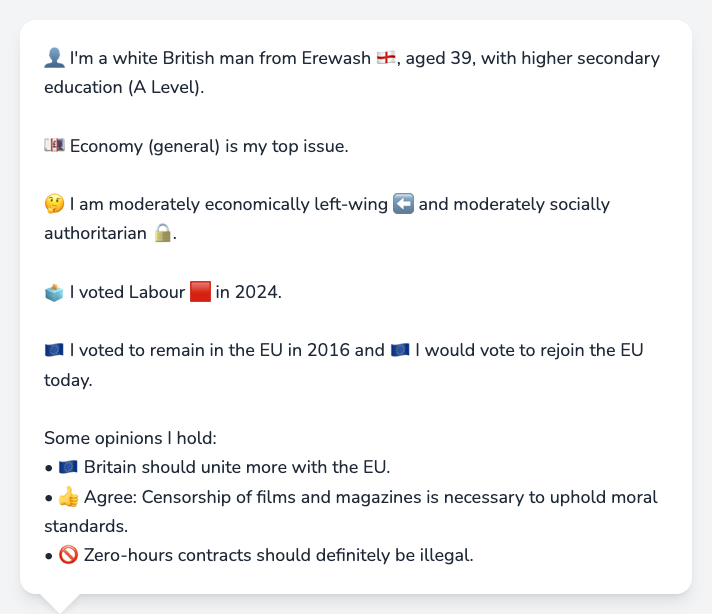 👤 I'm a white British man from Erewash 🏴󠁧󠁢󠁥󠁮󠁧󠁿, aged 39, with higher secondary
education (A Level).
💷 Economy (general) is my top issue.
🤔 I am moderately economically left-wing ⬅️ and moderately socially
authoritarian 🔒.
🗳️ I voted Labour 🟥 in 2024.
🇪🇺 I voted to remain in the EU in 2016 and 🇪🇺 I would vote to rejoin the EU
today.
Some opinions I hold:
• 🇪🇺 Britain should unite more with the EU.
• 👍 Agree: Censorship of films and magazines is necessary to uphold moral
standards.
• 🚫 Zero-hours contracts should definitely be illegal.